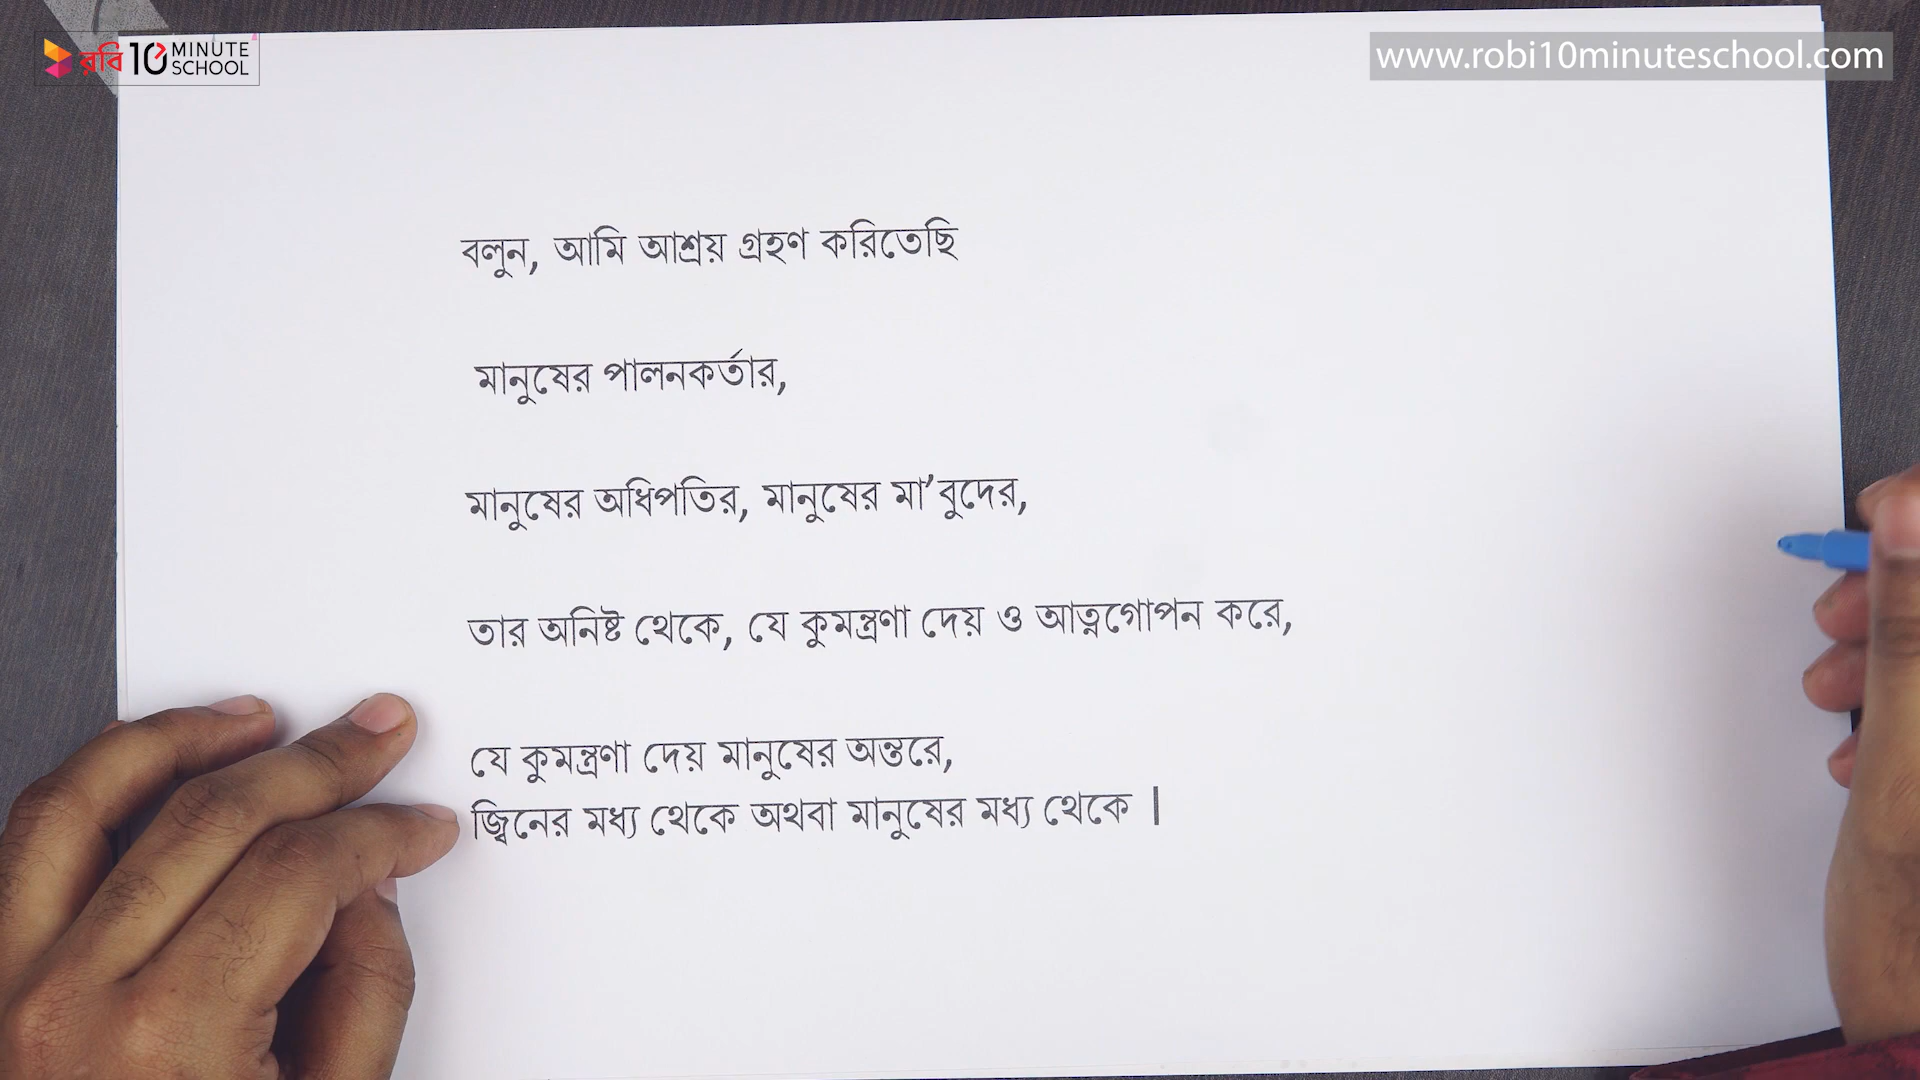 রবি 10 MINUTE SCHOOL
www.robi10minuteschool.com
বলুন, আমি আশ্রয় গ্রহণ করিতেছি
মানুষের পালনকর্তার,
মানুষের অধিপতির, মানুষের মা’বুদের,
তার অনিষ্ট থেকে, যে কুমন্ত্রণা দেয় ও আত্নগোপন করে,
যে কুমন্ত্রণা দেয় মানুষের অন্তরে,
জ্বিনের মধ্য থেকে অথবা মানুষের মধ্য থেকে ।